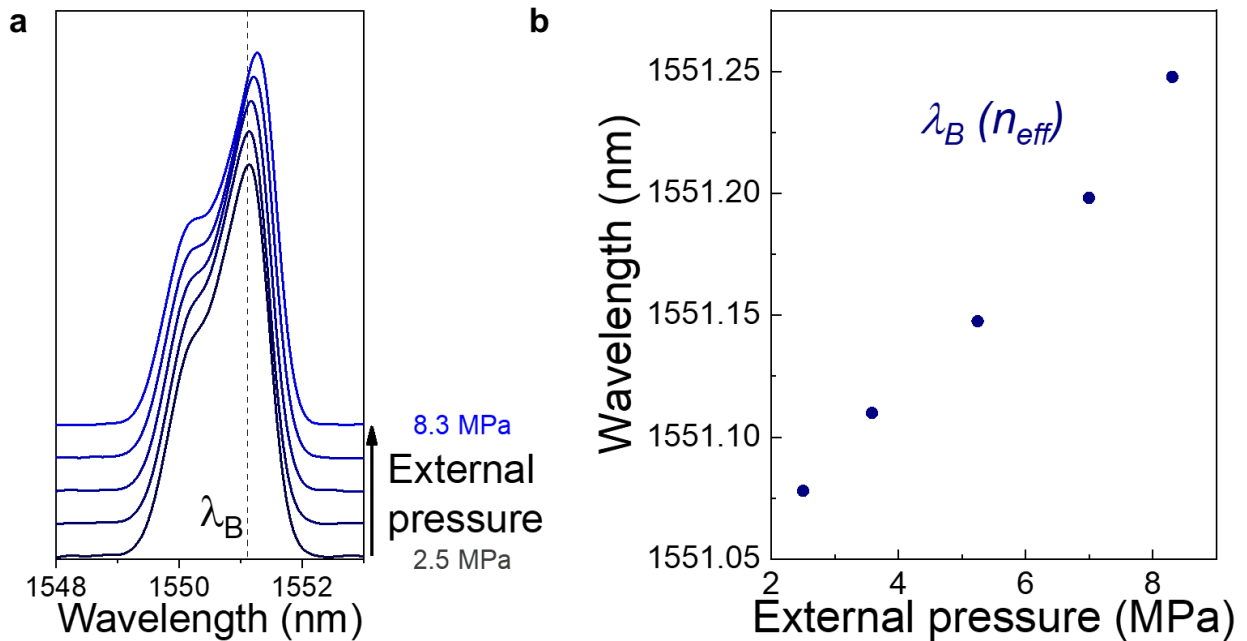 a
λB
1548 1550 1552
Wavelength (nm)
8.3 MPa
External
pressure
2.5 MPa
b
1551.25
1551.20
1551.15
1551.10
1551.05
Wavelength (nm)
λB (neff)
2 4 6 8
External pressure (MPa)